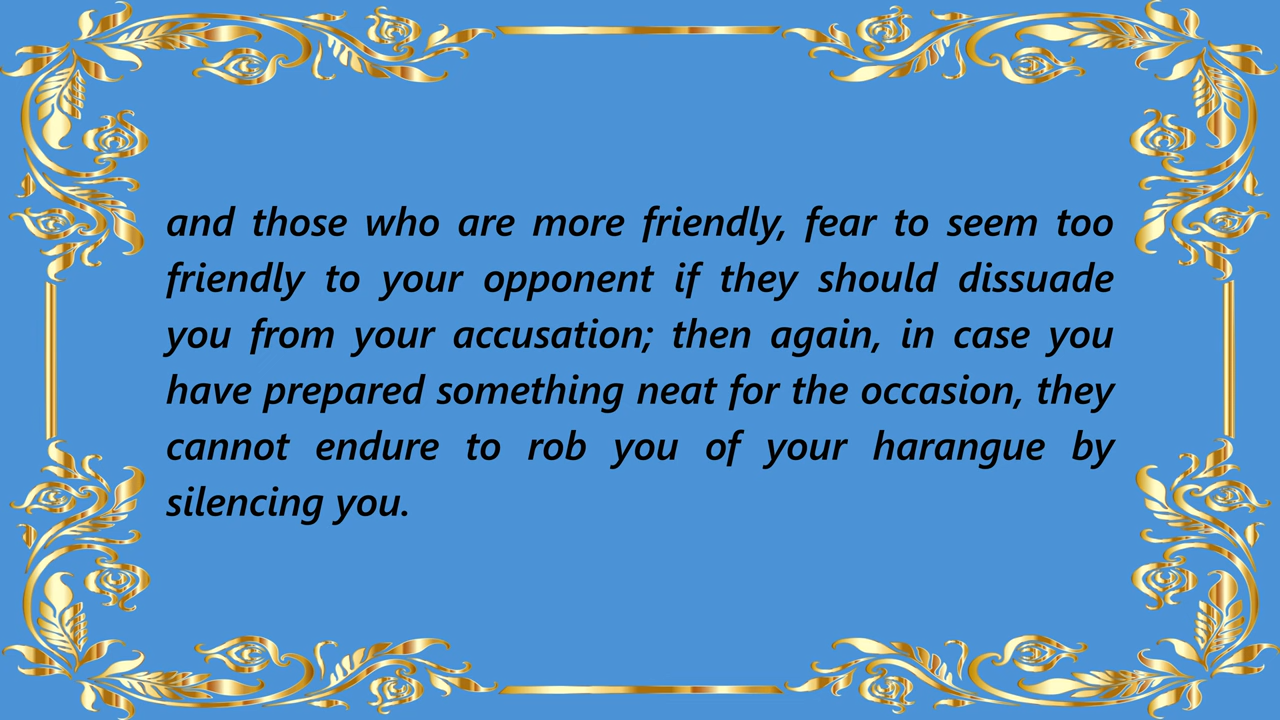 and those who are more friendly, fear to seem too
friendly to your opponent if they should dissuade
you from your accusation; then again, in case you
have prepared something neat for the occasion, they
cannot endure to rob you of your harangue by
silencing you.